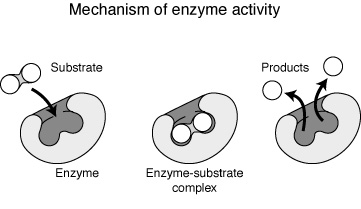 Mechanism of enzyme activity
Substrate
Products
Enzyme
Enzyme-substrate
complex